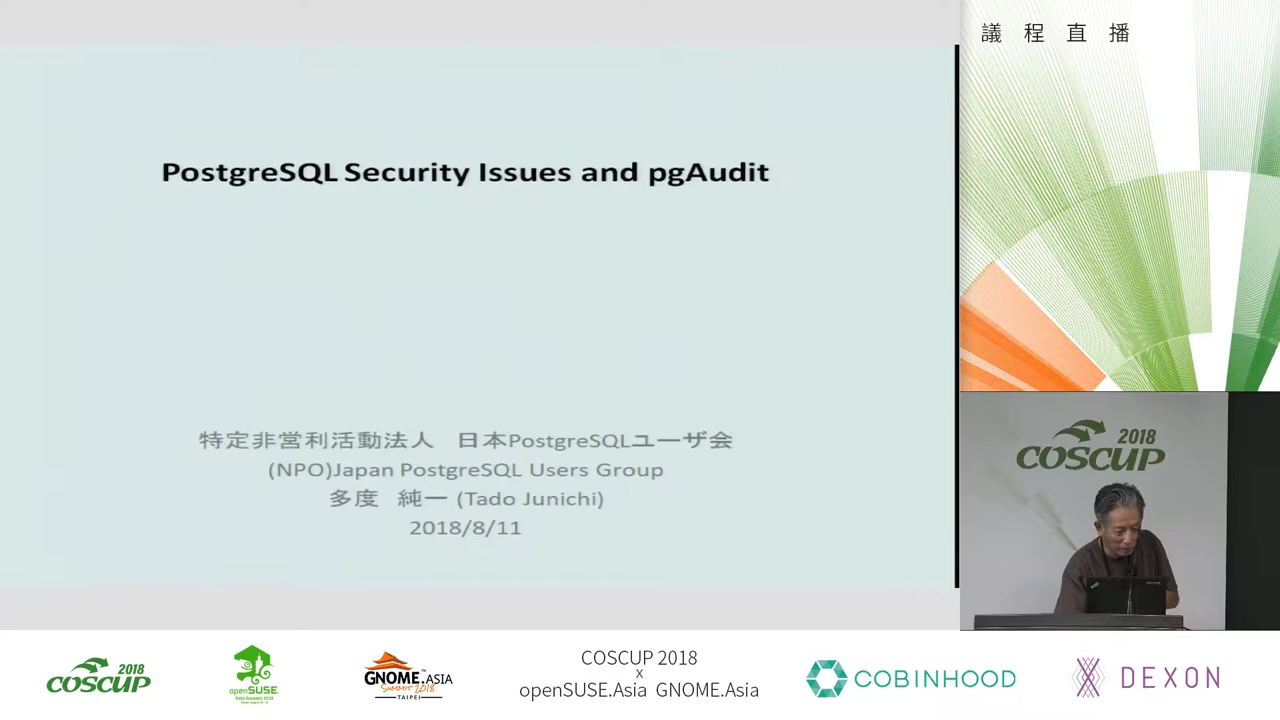 議程直播
PostgreSQL Security Issues and pgAudit
特定非営利活動法人　日本PostgreSQLユーザ会
(NPO)Japan PostgreSQL Users Group
多度　純一 (Tado Junichi)
2018/8/11
2018
COSCUP
2018
COSCUP
openSUSE
GNOME.ASIA
SUMMIT 2018
TAIPEI
COSCUP 2018
x
openSUSE.Asia GNOME.Asia
COBINHOOD
DEXON